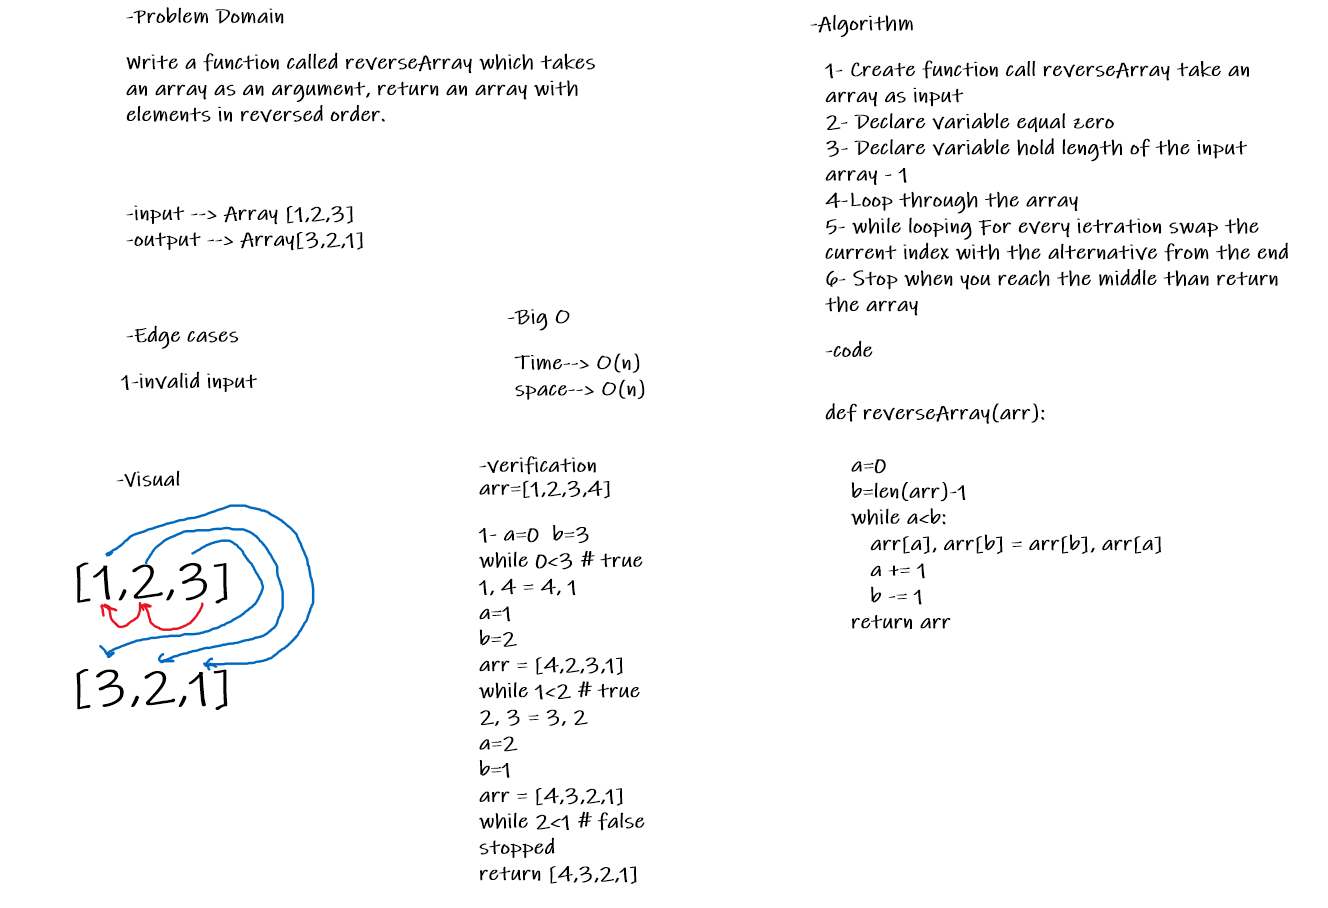 -Problem Domain
Write a function called reverseArray which takes
an array as an argument, return an array with
elements in reversed order.
-input --> Array [1,2,3]
-output --> Array[3,2,1]
-Edge cases
1-invalid input
-Big O
Time--> O(n)
space--> O(n)
-Visual
[1,2,3]
[3,2,1]
-verification
arr=[1,2,3,4]
1- a=0 b=3
while 0<3 # true
1, 4 = 4, 1
a=1
b=2
arr = [4,2,3,1]
while 1<2 # true
2, 3 = 3, 2
a=2
b=1
arr = [4,3,2,1]
while 2<1 # false
stopped
return [4,3,2,1]
-Algorithm
1- Create function call reverseArray take an
array as input
2- Declare variable equal zero
3- Declare variable hold length of the input
array - 1
4-Loop through the array
5- while looping For every ietration swap the
current index with the alternative from the end
6- Stop when you reach the middle than return
the array
-code
def reverseArray(arr):
a=0
b=len(arr)-1
while a<b:
arr[a], arr[b] = arr[b], arr[a]
a += 1
b -= 1
return arr